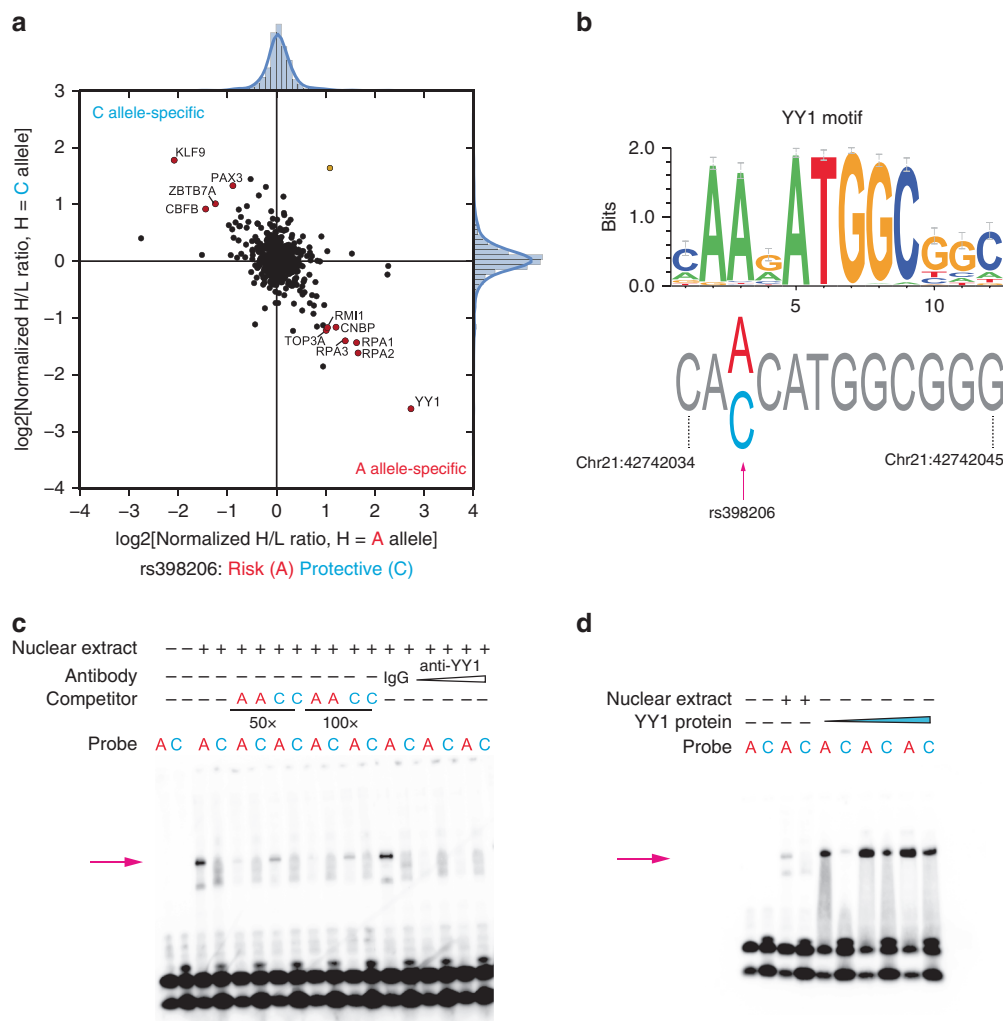 a
C allele-specific
KLF9
PAX3
ZBTB7A
CBFB
RMI1
CNBP
TOP3A
RPA3
RPA1
RPA2
YY1
A allele-specific
3
2
1
0
−1
−2
−3
−4
−4 −3 −2 −1 0 1 2 3 4
log2[Normalized H/L ratio, H = C allele]
log2[Normalized H/L ratio, H = A allele]
rs398206: Risk (A) Protective (C)
b
YY1 motif
2.0
1.0
0.0
Bits
CAAGATGGCGGC
5 10
A
CA CATGGCGGG
C
Chr21:42742034
Chr21:42742045
rs398206
c
Nuclear extract − − + + + + + + + + + + + + + + + +
Antibody − − − − − − − − − − − − IgG anti-YY1
Competitor − − − − A A C C A A C C − − − − − −
50× 100×
Probe A C A C A C A C A C A C A C A C A C
d
Nuclear extract − − + + − − − − − −
YY1 protein − − − −
Probe A C A C A C A C A C